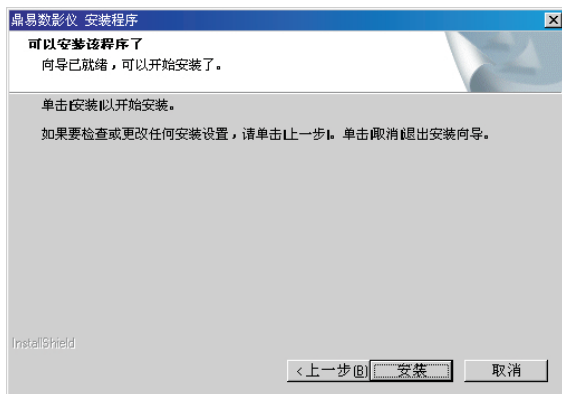 鼎易数影仪 安装程序
可以安装该程序了
向导已就绪,可以开始安装了。
单击[安装]以开始安装。
如果要检查或更改任何安装设置,请单击[上一步]。单击[取消]退出安装向导。
InstallShield
<上一步(B) 安装 取消